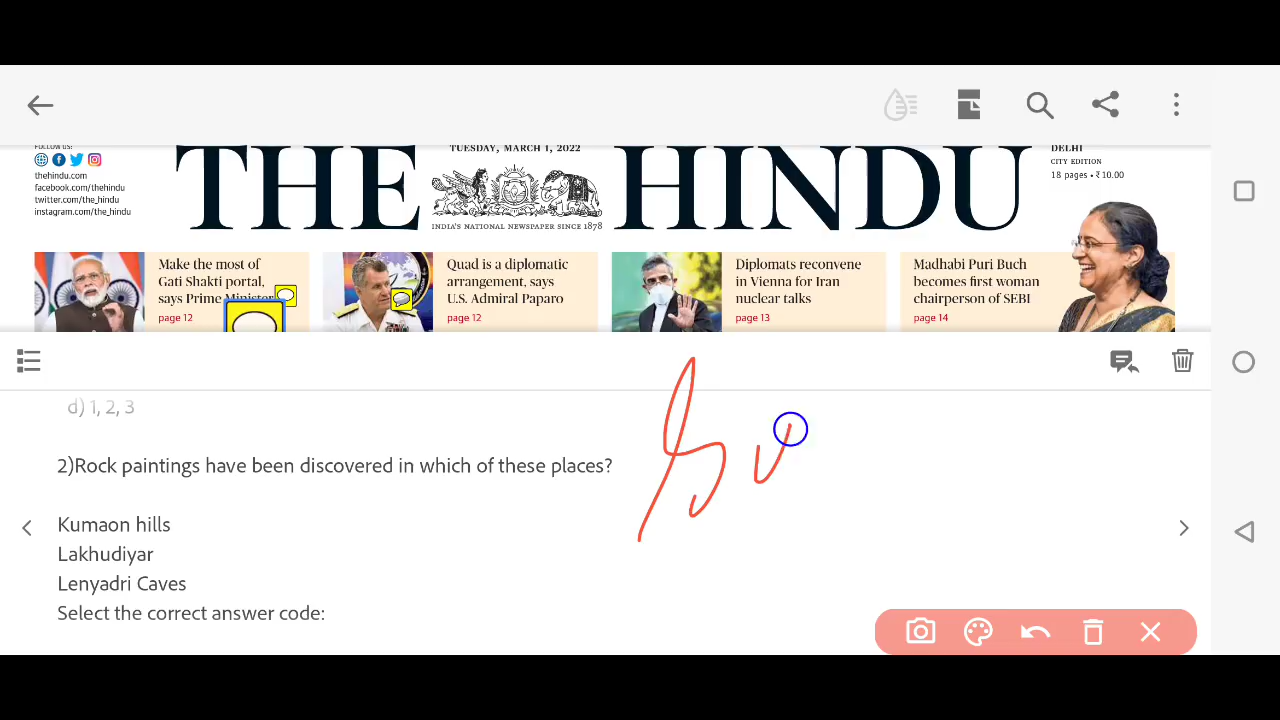 FOLLOW US:
thehindu.com
facebook.com/thehindu
twitter.com/the_hindu
instagram.com/the_hindu
THE HINDU
TUESDAY, MARCH 1, 2022
INDIA'S NATIONAL NEWSPAPER SINCE 1878
DELHI
CITY EDITION
18 pages • ₹10.00
Make the most of
Gati Shakti portal,
says Prime Minister
page 12
Quad is a diplomatic
arrangement, says
U.S. Admiral Paparo
page 12
Diplomats reconvene
in Vienna for Iran
nuclear talks
page 13
Madhabi Puri Buch
becomes first woman
chairperson of SEBI
page 14
d) 1, 2, 3
2)Rock paintings have been discovered in which of these places?
Kumaon hills
Lakhudiyar
Lenyadri Caves
Select the correct answer code: